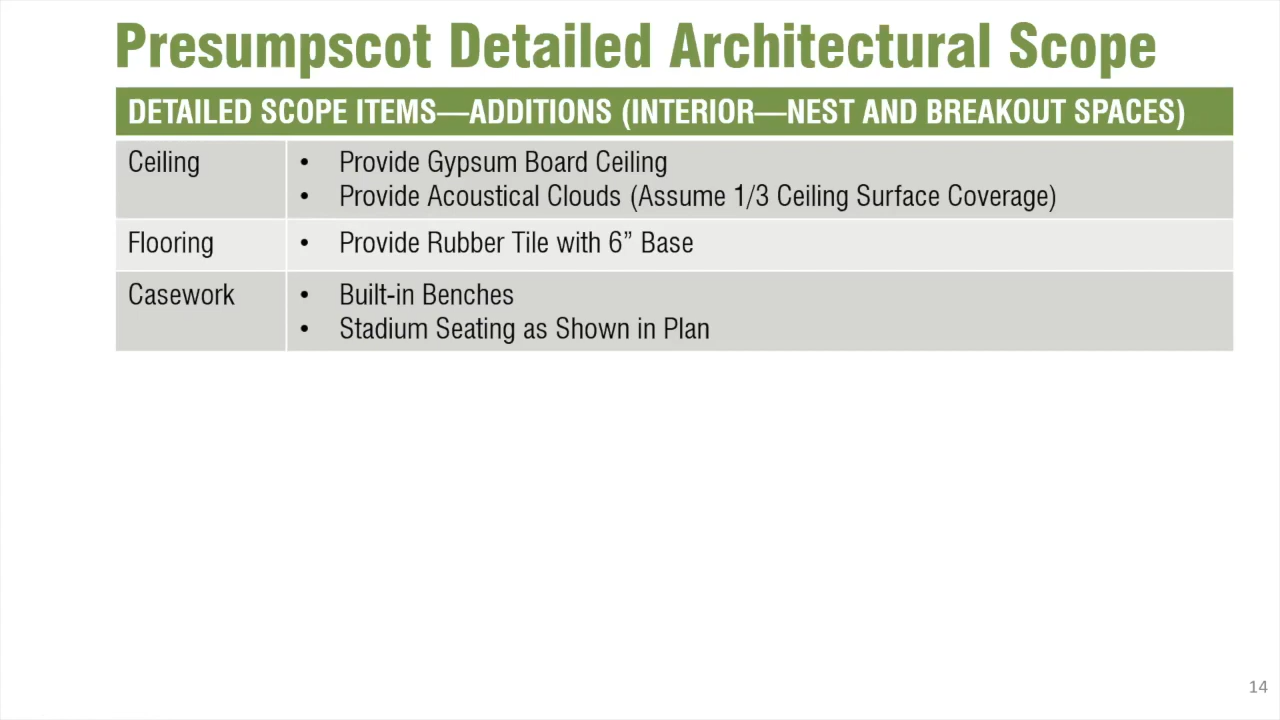 Presumpscot Detailed Architectural Scope
DETAILED SCOPE ITEMS—ADDITIONS (INTERIOR—NEST AND BREAKOUT SPACES)
Ceiling
• Provide Gypsum Board Ceiling
• Provide Acoustical Clouds (Assume 1/3 Ceiling Surface Coverage)
Flooring
• Provide Rubber Tile with 6” Base
Casework
• Built-in Benches
• Stadium Seating as Shown in Plan
14